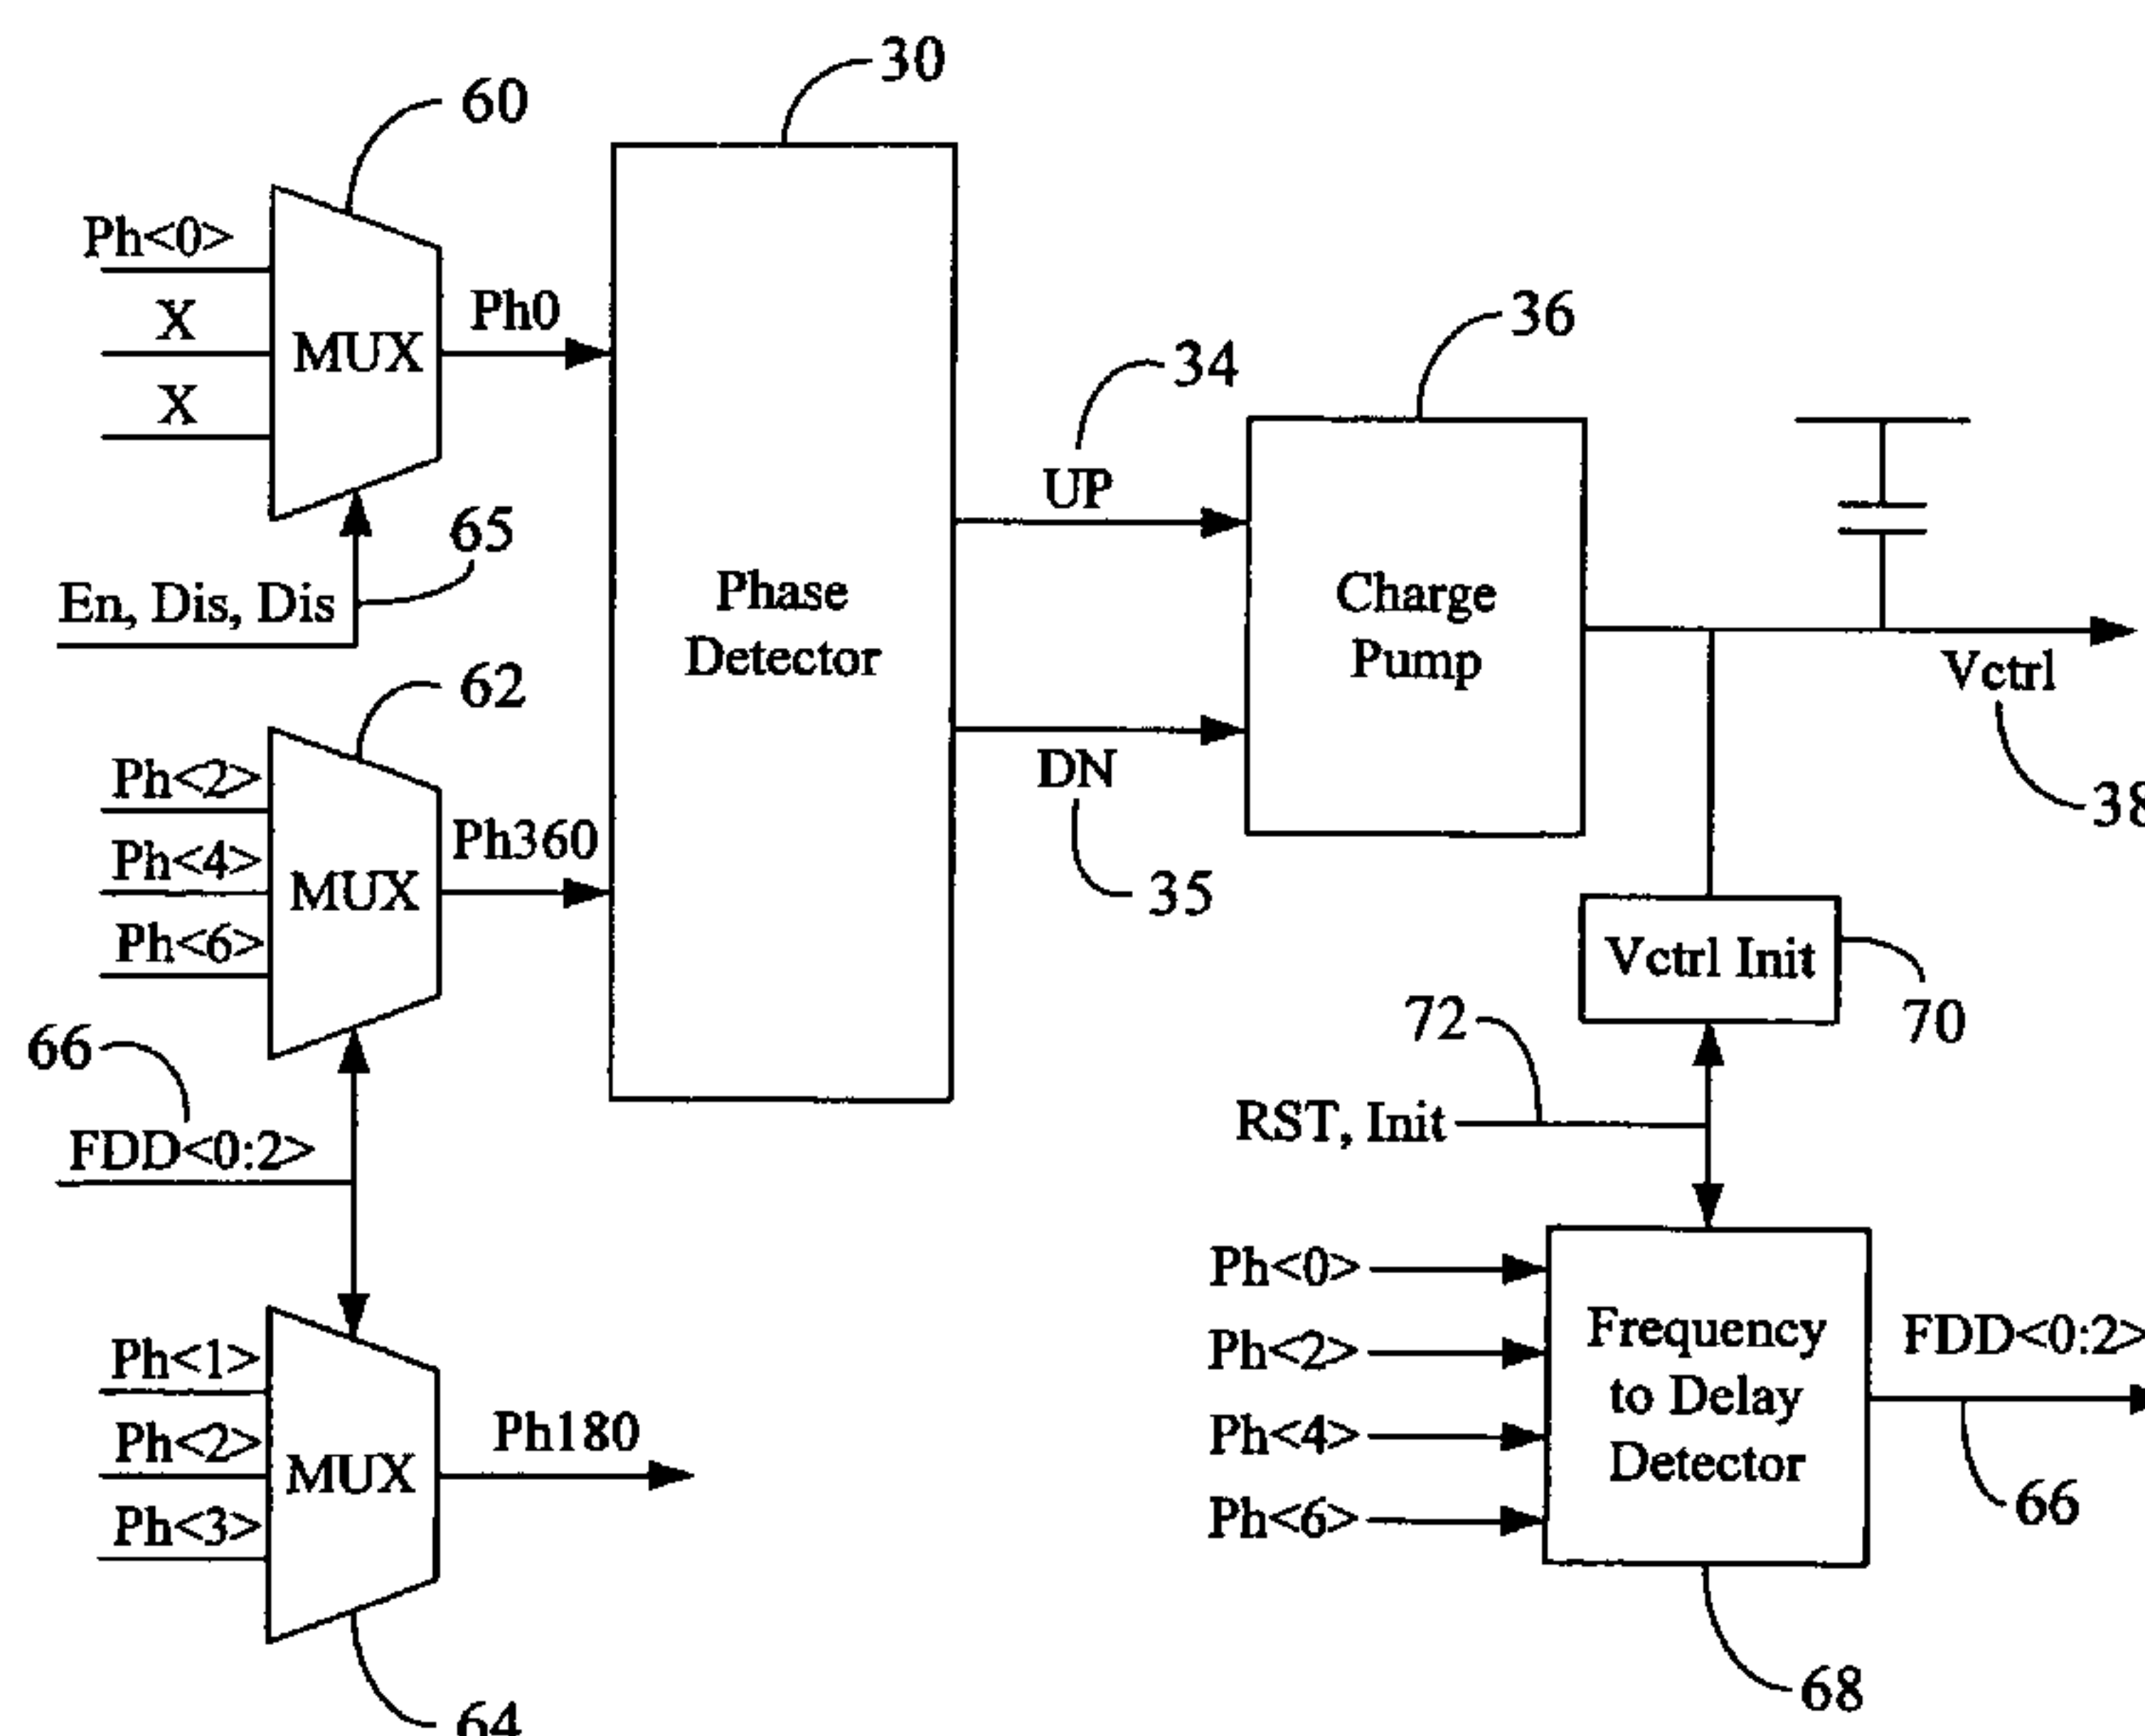 30
60
Ph<0>
X
X
MUX
Ph0
36
34
UP
65
En, Dis, Dis
Phase
Detector
Charge
Pump
Vctrl
38
62
Ph<2>
Ph<4>
Ph<6>
MUX
Ph360
DN
35
Vctrl Init
70
72
66
RST, Init
FDD<0:2>
Ph<0>
Ph<2>
Ph<4>
Ph<6>
Frequency
to Delay
Detector
FDD<0:2>
66
Ph<1>
Ph<2>
Ph<3>
MUX
Ph180
68
64